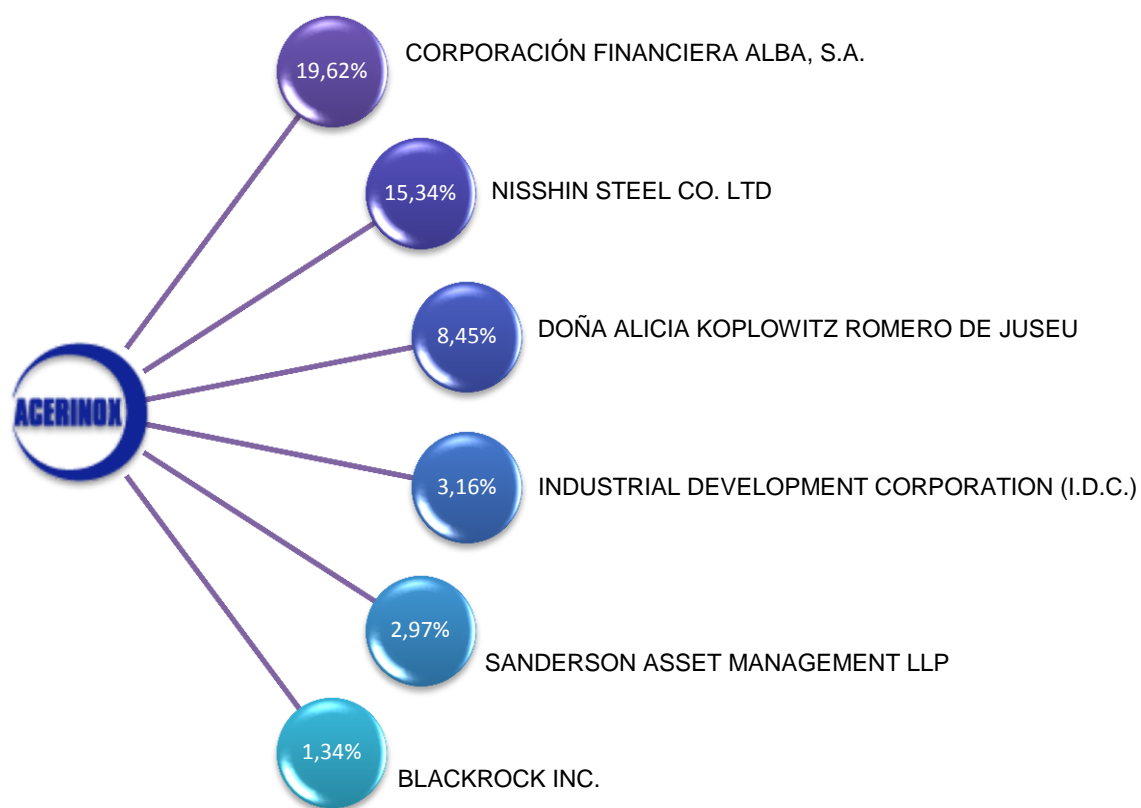 19,62%
CORPORACIÓN FINANCIERA ALBA, S.A.
15,34%
NISSHIN STEEL CO. LTD
8,45%
DOÑA ALICIA KOPLOWITZ ROMERO DE JUSEU
ACERINOX
3,16%
INDUSTRIAL DEVELOPMENT CORPORATION (I.D.C.)
2,97%
SANDERSON ASSET MANAGEMENT LLP
1,34%
BLACKROCK INC.